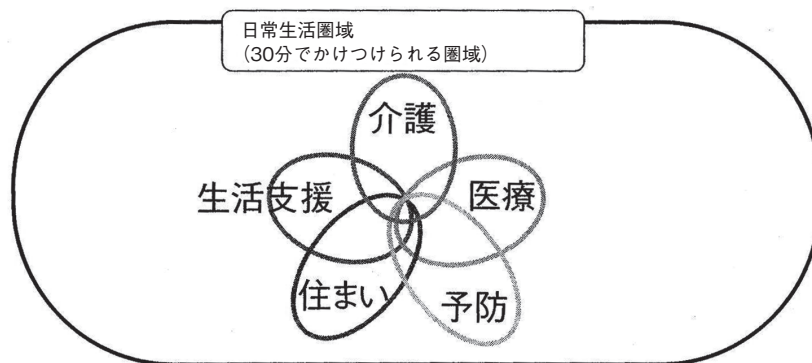 日常生活圏域
(30分でかけつけられる圏域)
介護
生活支援
医療
住まい
予防